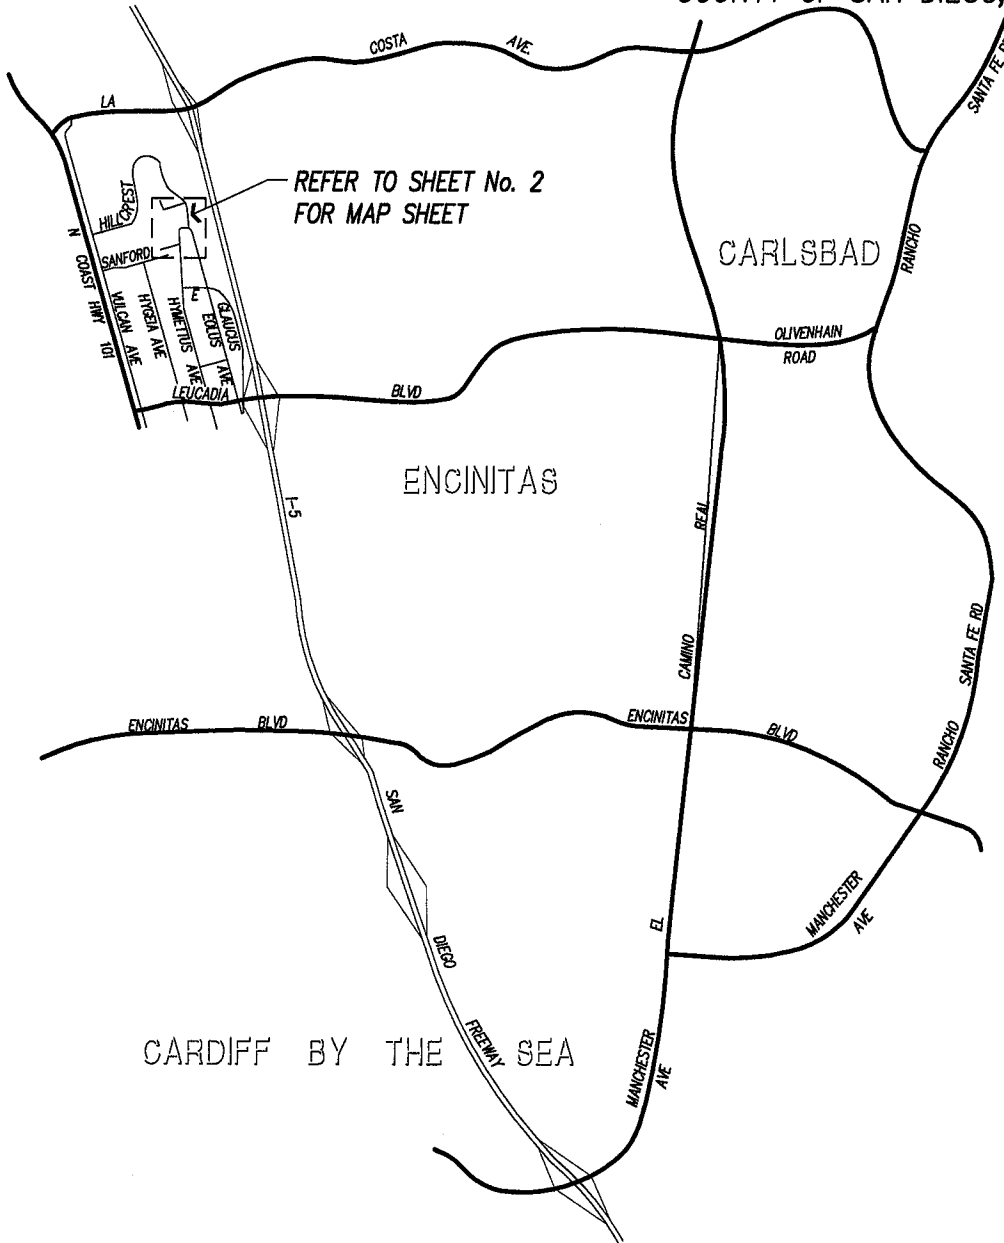 COUNTY OF SAN DIEGO,
COSTA
AVE.
SANTA FE
LA
REFER TO SHEET No. 2
FOR MAP SHEET
HILLCREST
SANFORD
CARLSBAD
RANCHO
N COAST HWY 101
VULCAN AVE
HYGEIA AVE
HYMETTUS AVE
E
EOLUS AVE
GLAUCUS
OLIVENHAIN
ROAD
LEUCADIA
BLVD
ENCINITAS
I-5
REAL
CAMINO
SANTA FE RD
RANCHO
ENCINITAS
BLVD
ENCINITAS
BLVD
SAN
DIEGO
FREEWAY
EL
MANCHESTER
AVE
CARDIFF BY THE SEA
MANCHESTER
AVE